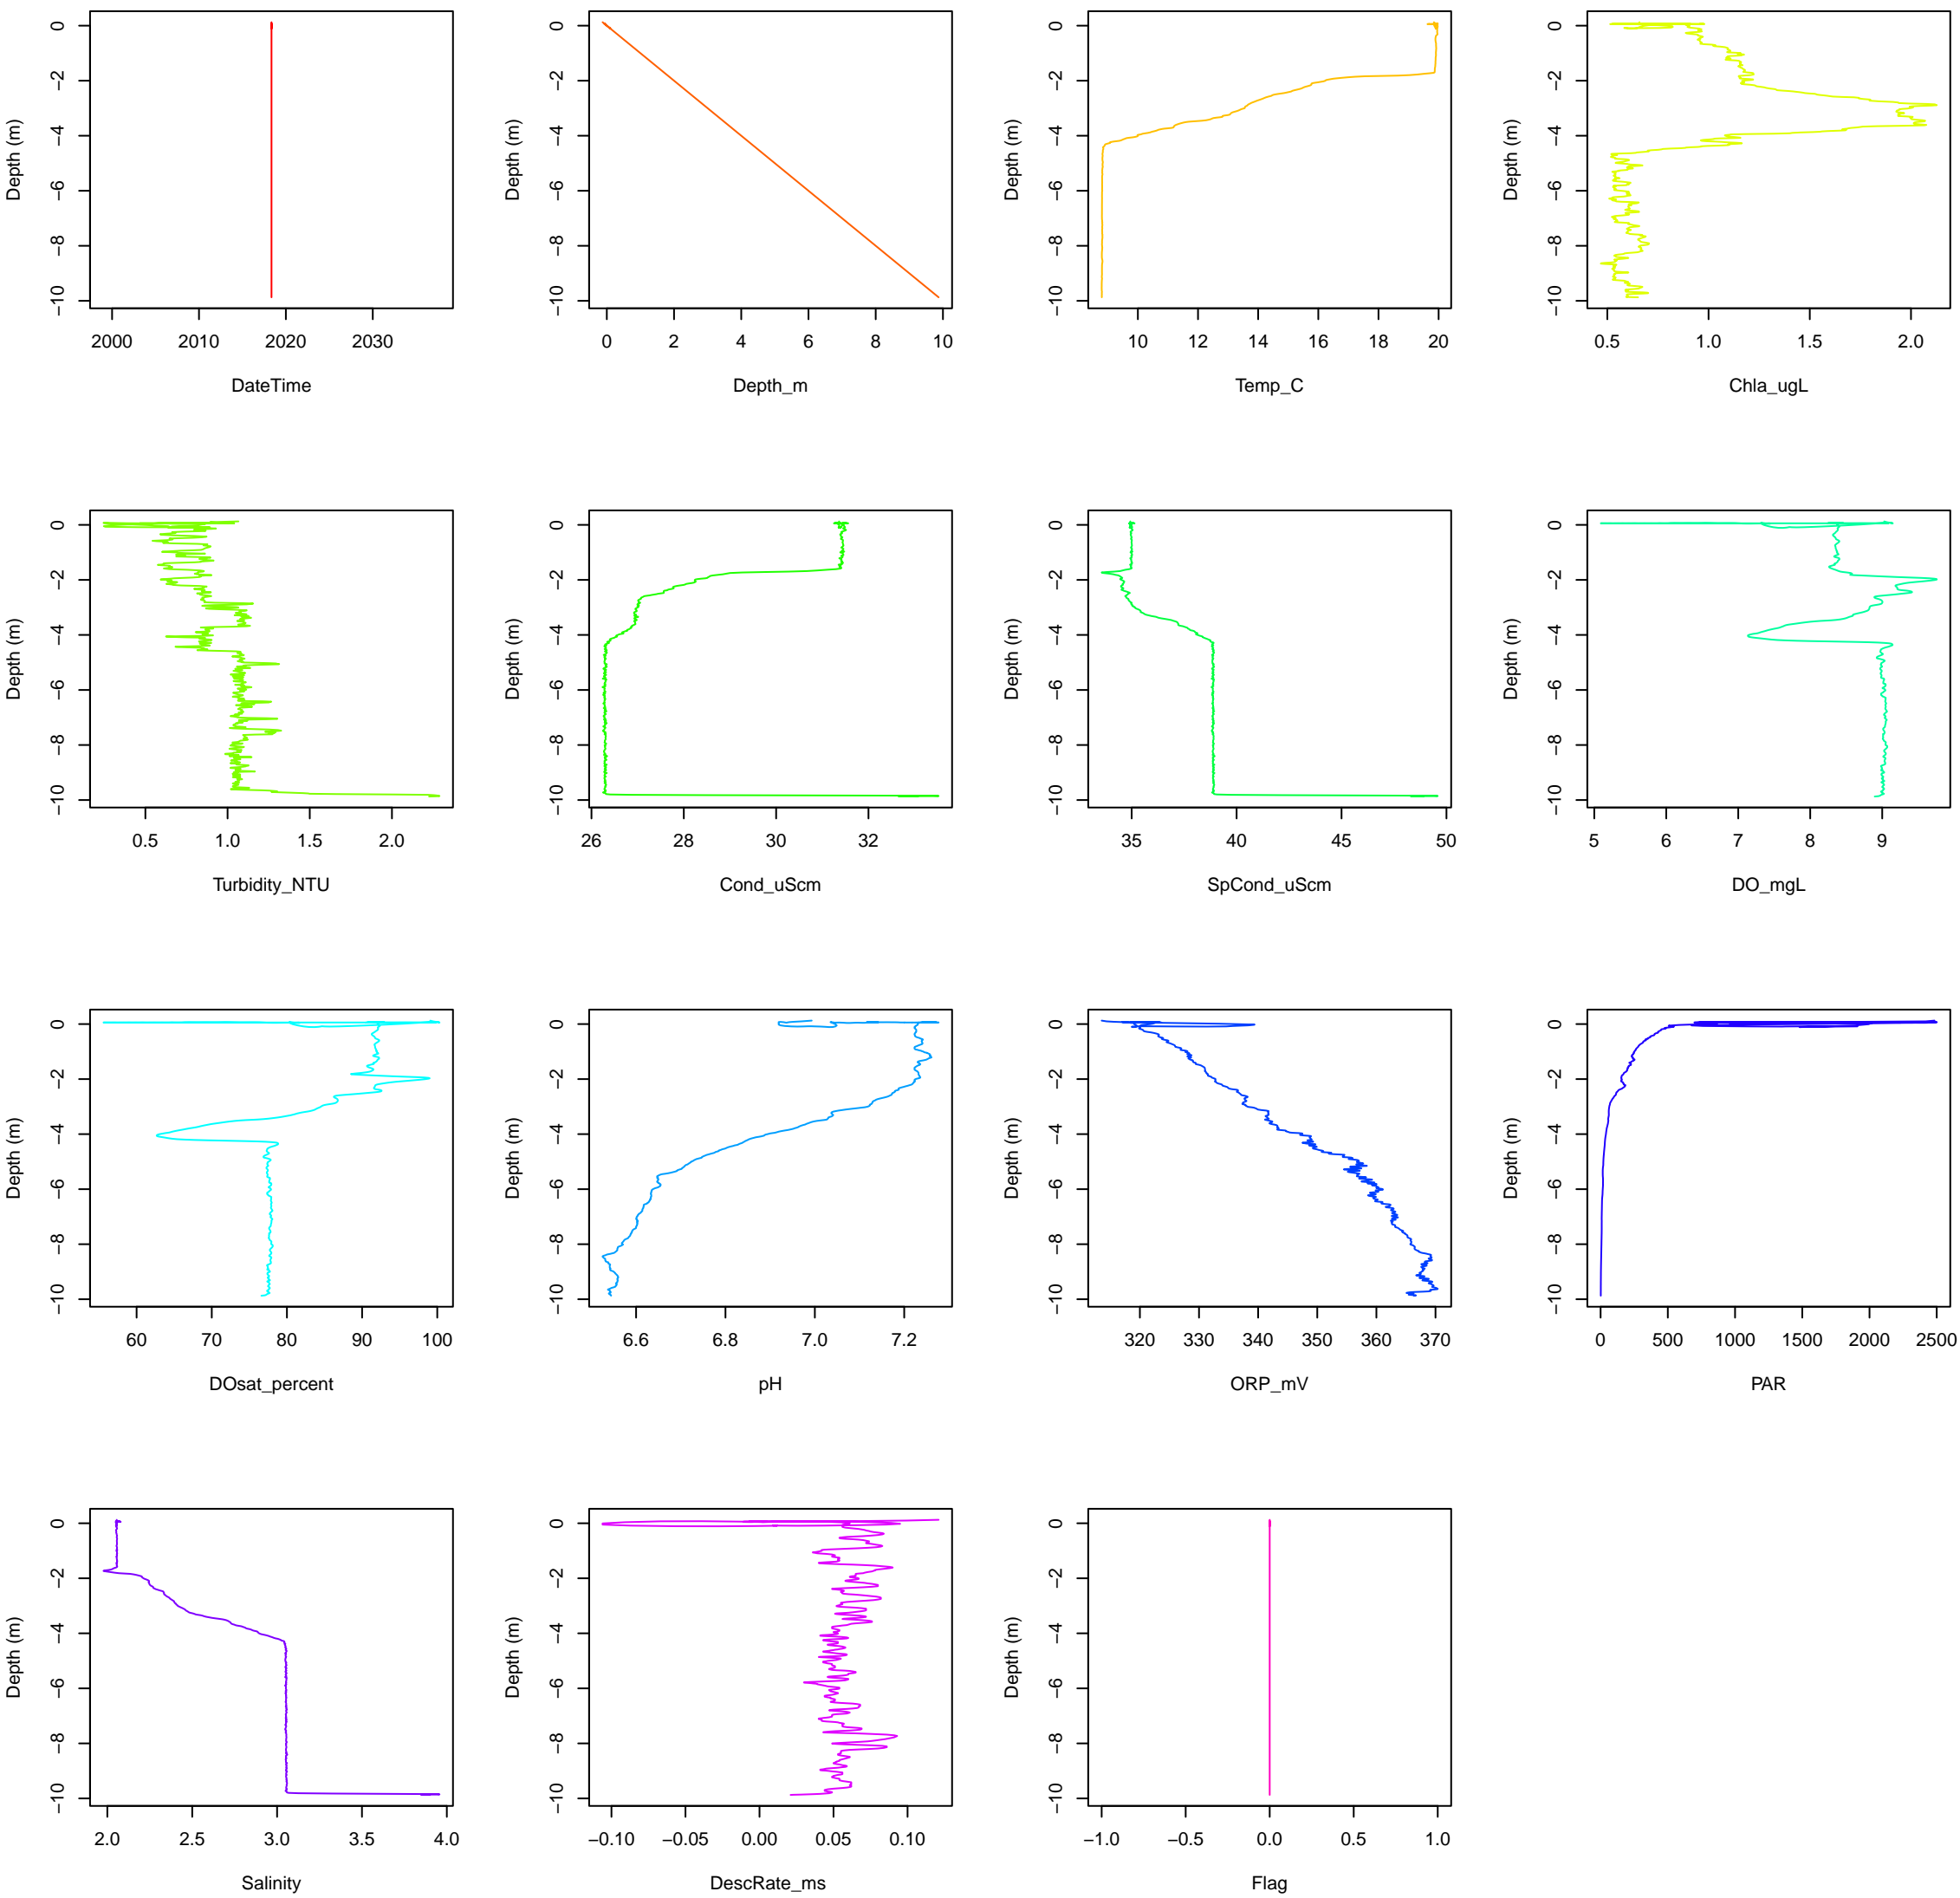 Depth (m)
0
−2
−4
−6
−8
−10
2000 2010 2020 2030
DateTime
Depth (m)
0
−2
−4
−6
−8
−10
0 2 4 6 8 10
Depth_m
Depth (m)
0
−2
−4
−6
−8
−10
10 12 14 16 18 20
Temp_C
Depth (m)
0
−2
−4
−6
−8
−10
0.5 1.0 1.5 2.0
Chla_ugL
Depth (m)
0
−2
−4
−6
−8
−10
0.5 1.0 1.5 2.0
Turbidity_NTU
Depth (m)
0
−2
−4
−6
−8
−10
26 28 30 32
Cond_uScm
Depth (m)
0
−2
−4
−6
−8
−10
35 40 45 50
SpCond_uScm
Depth (m)
0
−2
−4
−6
−8
−10
5 6 7 8 9
DO_mgL
Depth (m)
0
−2
−4
−6
−8
−10
60 70 80 90 100
DOsat_percent
Depth (m)
0
−2
−4
−6
−8
−10
6.6 6.8 7.0 7.2
pH
Depth (m)
0
−2
−4
−6
−8
−10
320 330 340 350 360 370
ORP_mV
Depth (m)
0
−2
−4
−6
−8
−10
0 500 1000 1500 2000 2500
PAR
Depth (m)
0
−2
−4
−6
−8
−10
2.0 2.5 3.0 3.5 4.0
Salinity
Depth (m)
0
−2
−4
−6
−8
−10
−0.10 −0.05 0.00 0.05 0.10
DescRate_ms
Depth (m)
0
−2
−4
−6
−8
−10
−1.0 −0.5 0.0 0.5 1.0
Flag